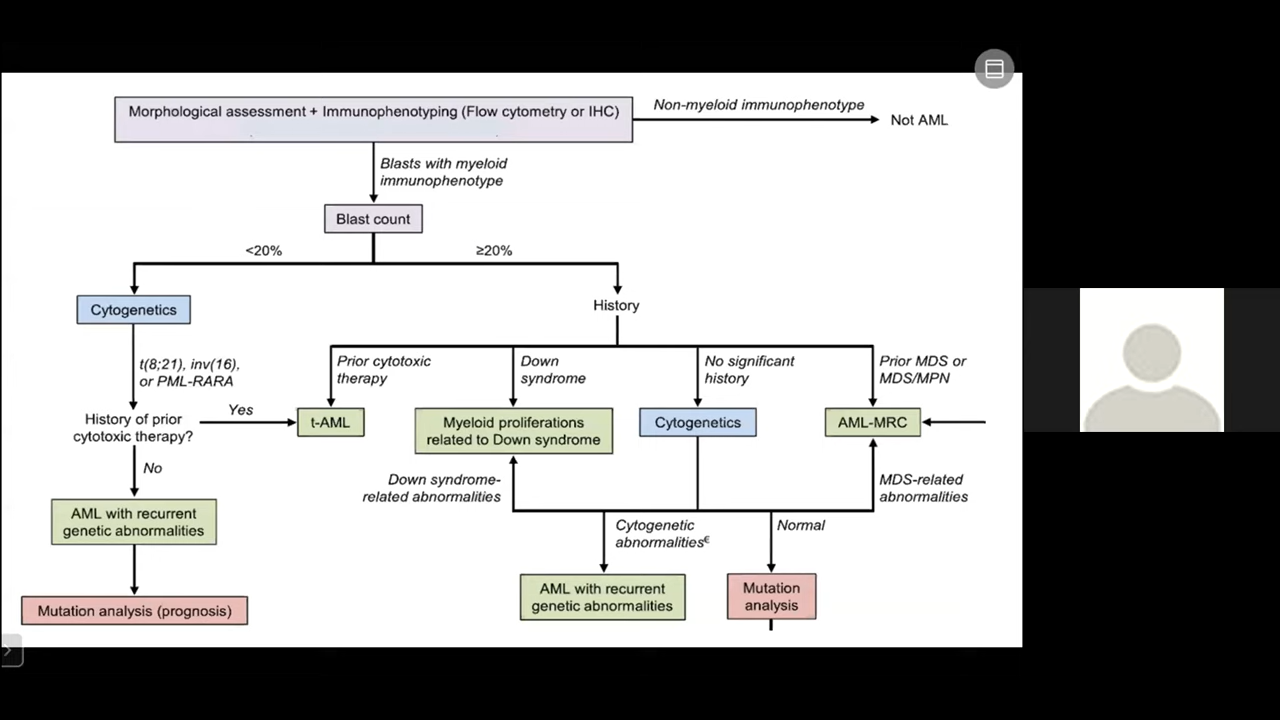 Morphological assessment + Immunophenotyping (Flow cytometry or IHC)
Non-myeloid immunophenotype
Not AML
Blasts with myeloid
immunophenotype
Blast count
<20%
≥20%
Cytogenetics
History
t(8;21), inv(16),
or PML-RARA
Prior cytotoxic
therapy
Down
syndrome
No significant
history
Prior MDS or
MDS/MPN
History of prior
cytotoxic therapy?
Yes
t-AML
Myeloid proliferations
related to Down syndrome
Cytogenetics
AML-MRC
No
Down syndrome-
related abnormalities
MDS-related
abnormalities
AML with recurrent
genetic abnormalities
Cytogenetic
abnormalities€
Normal
Mutation analysis (prognosis)
AML with recurrent
genetic abnormalities
Mutation
analysis